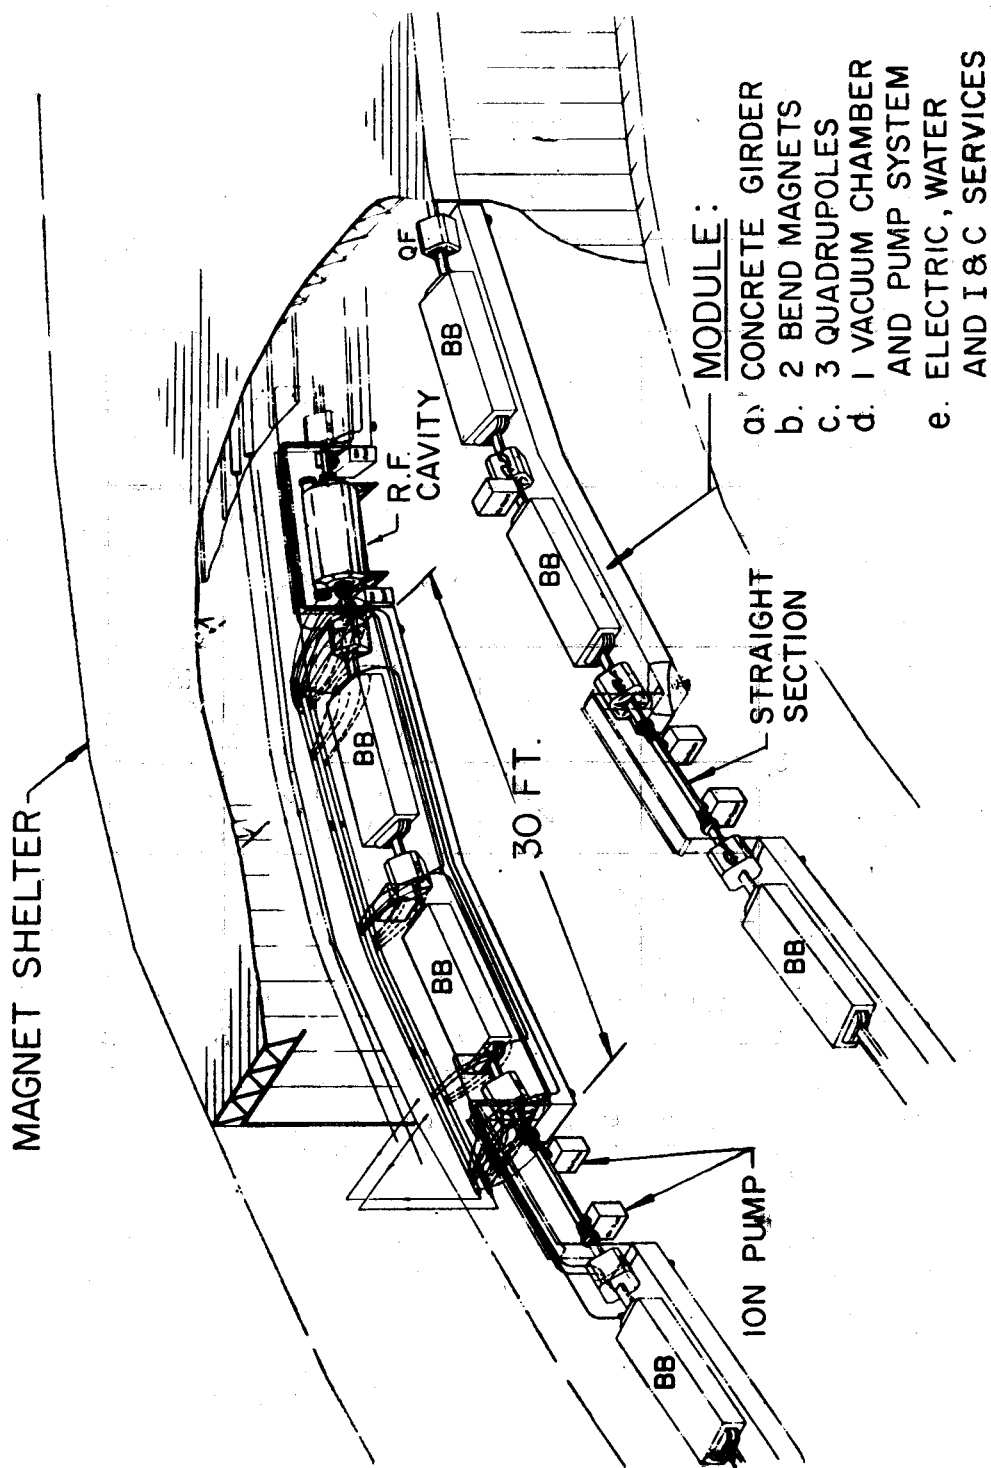 MAGNET SHELTER
R.F.
CAVITY
QF
BB
BB
BB
BB
BB
BB
30 FT.
STRAIGHT
SECTION
ION PUMP
MODULE:
a. CONCRETE GIRDER
b. 2 BEND MAGNETS
c. 3 QUADRUPOLES
d. 1 VACUUM CHAMBER
AND PUMP SYSTEM
e. ELECTRIC, WATER
AND I & C SERVICES